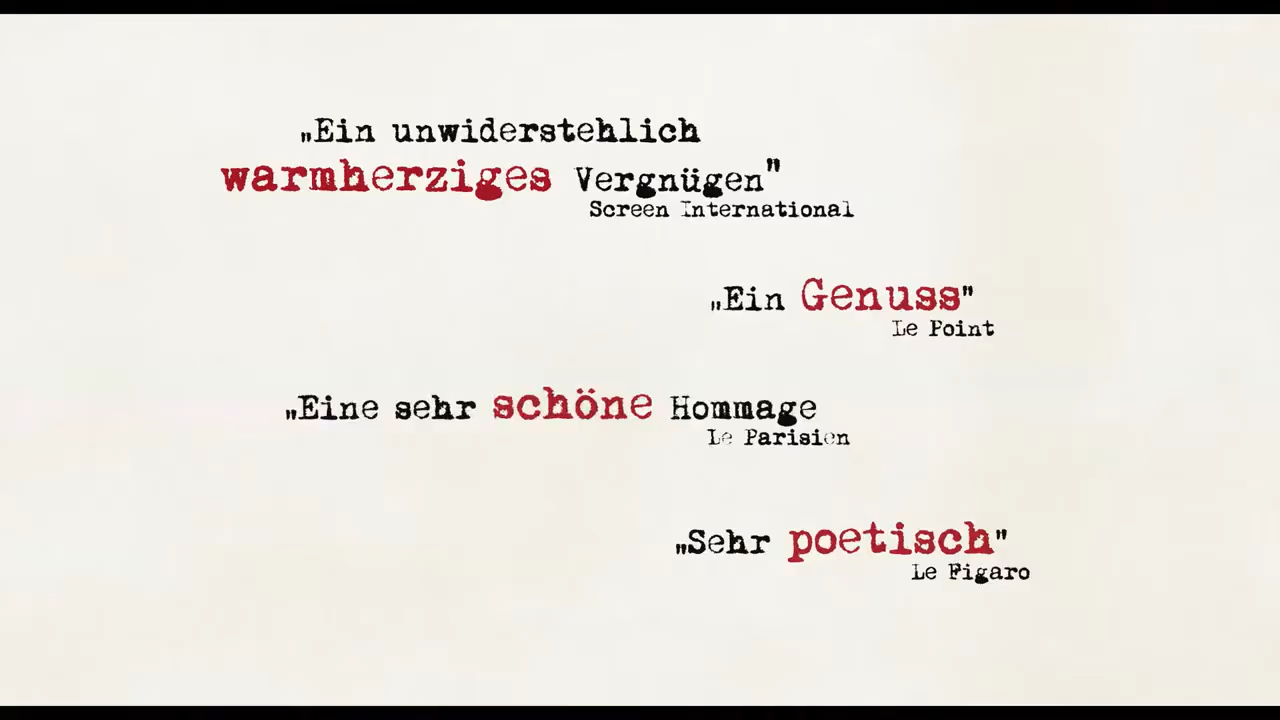 „Ein unwiderstehlich
warmherziges Vergnügen"
Screen International
„Ein Genuss"
Le Point
„Eine sehr schöne Hommage
Le Parisien
„Sehr poetisch"
Le Figaro